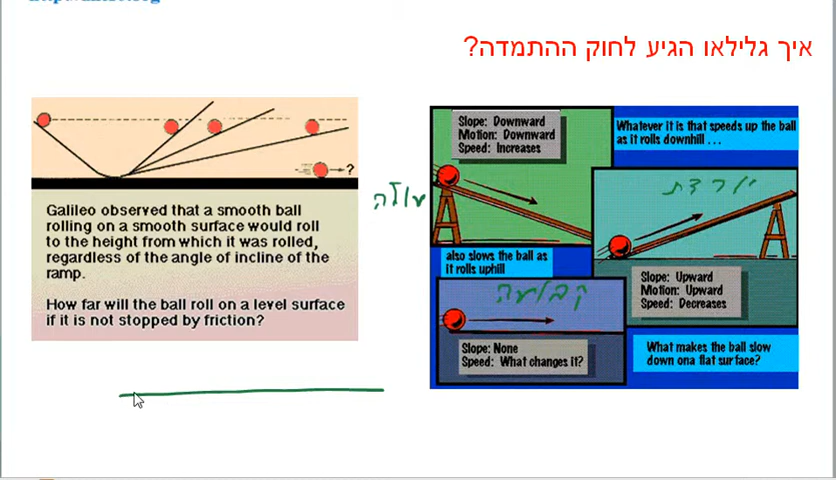 איך גלילאו הגיע לחוק ההתמדה?
?
Galileo observed that a smooth ball
rolling on a smooth surface would roll
to the height from which it was rolled,
regardless of the angle of incline of the
ramp.
How far will the ball roll on a level surface
if it is not stopped by friction?
Slope: Downward
Motion: Downward
Speed: Increases
Whatever it is that speeds up the ball
as it rolls downhill ...
עולה
יורדת
also slows the ball as
it rolls uphill
Slope: Upward
Motion: Upward
Speed: Decreases
קבועה
Slope: None
Speed: What changes it?
What makes the ball slow
down ona flat surface?